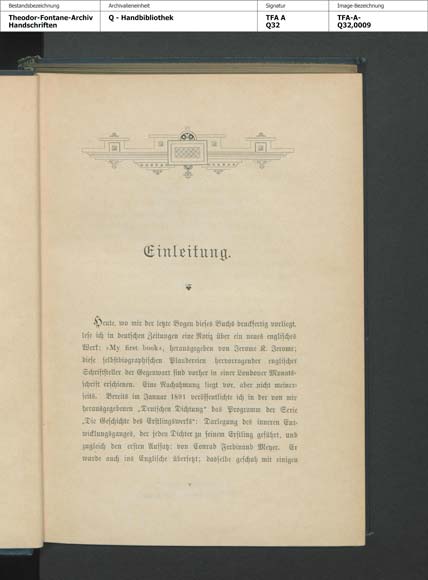 Bestandsbezeichnung
Archivalieneinheit
Signatur
Image-Bezeichnung
Theodor-Fontane-Archiv
Handschriften
Q - Handbibliothek
TFA A
Q32
TFA-A-
Q32,0009
Einleitung.
Heute, wo mir der letzte Bogen dieses Buchs druckfertig vorliegt,
lese ich in deutschen Zeitungen eine Notiz über ein neues englisches
Werk: »My first book«, herausgegeben von Jerome K. Jerome;
diese selbstbiographischen Plaudereien hervorragender englischer
Schriftsteller der Gegenwart sind vorher in einer Londoner Monats-
schrift erschienen. Eine Nachahmung liegt vor, aber nicht meiner-
seits. Bereits im Januar 1891 veröffentlichte ich in der von mir
herausgegebenen „Deutschen Dichtung“ das Programm der Serie
„Die Geschichte des Erstlingswerks“: Darlegung des inneren Ent-
wicklungsganges, der jeden Dichter zu seinem Erstling geführt, und
zugleich den ersten Aufsatz: von Conrad Ferdinand Meyer. Er
wurde auch ins Englische übersetzt; dasselbe geschah mit einigen